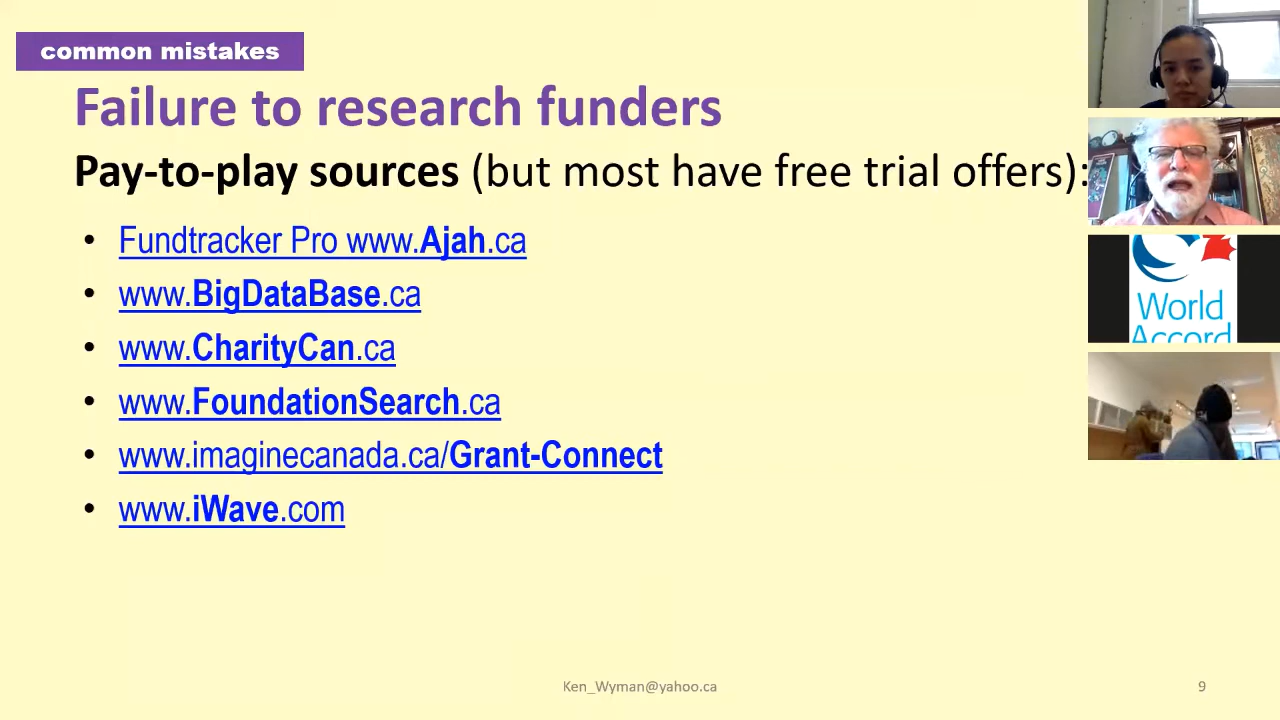 common mistakes
Failure to research funders
Pay-to-play sources (but most have free trial offers):
• Fundtracker Pro www.Ajah.ca
• www.BigDataBase.ca
• www.CharityCan.ca
• www.FoundationSearch.ca
• www.imaginecanada.ca/Grant-Connect
• www.iWave.com
World
Accord
Ken_Wyman@yahoo.ca
9